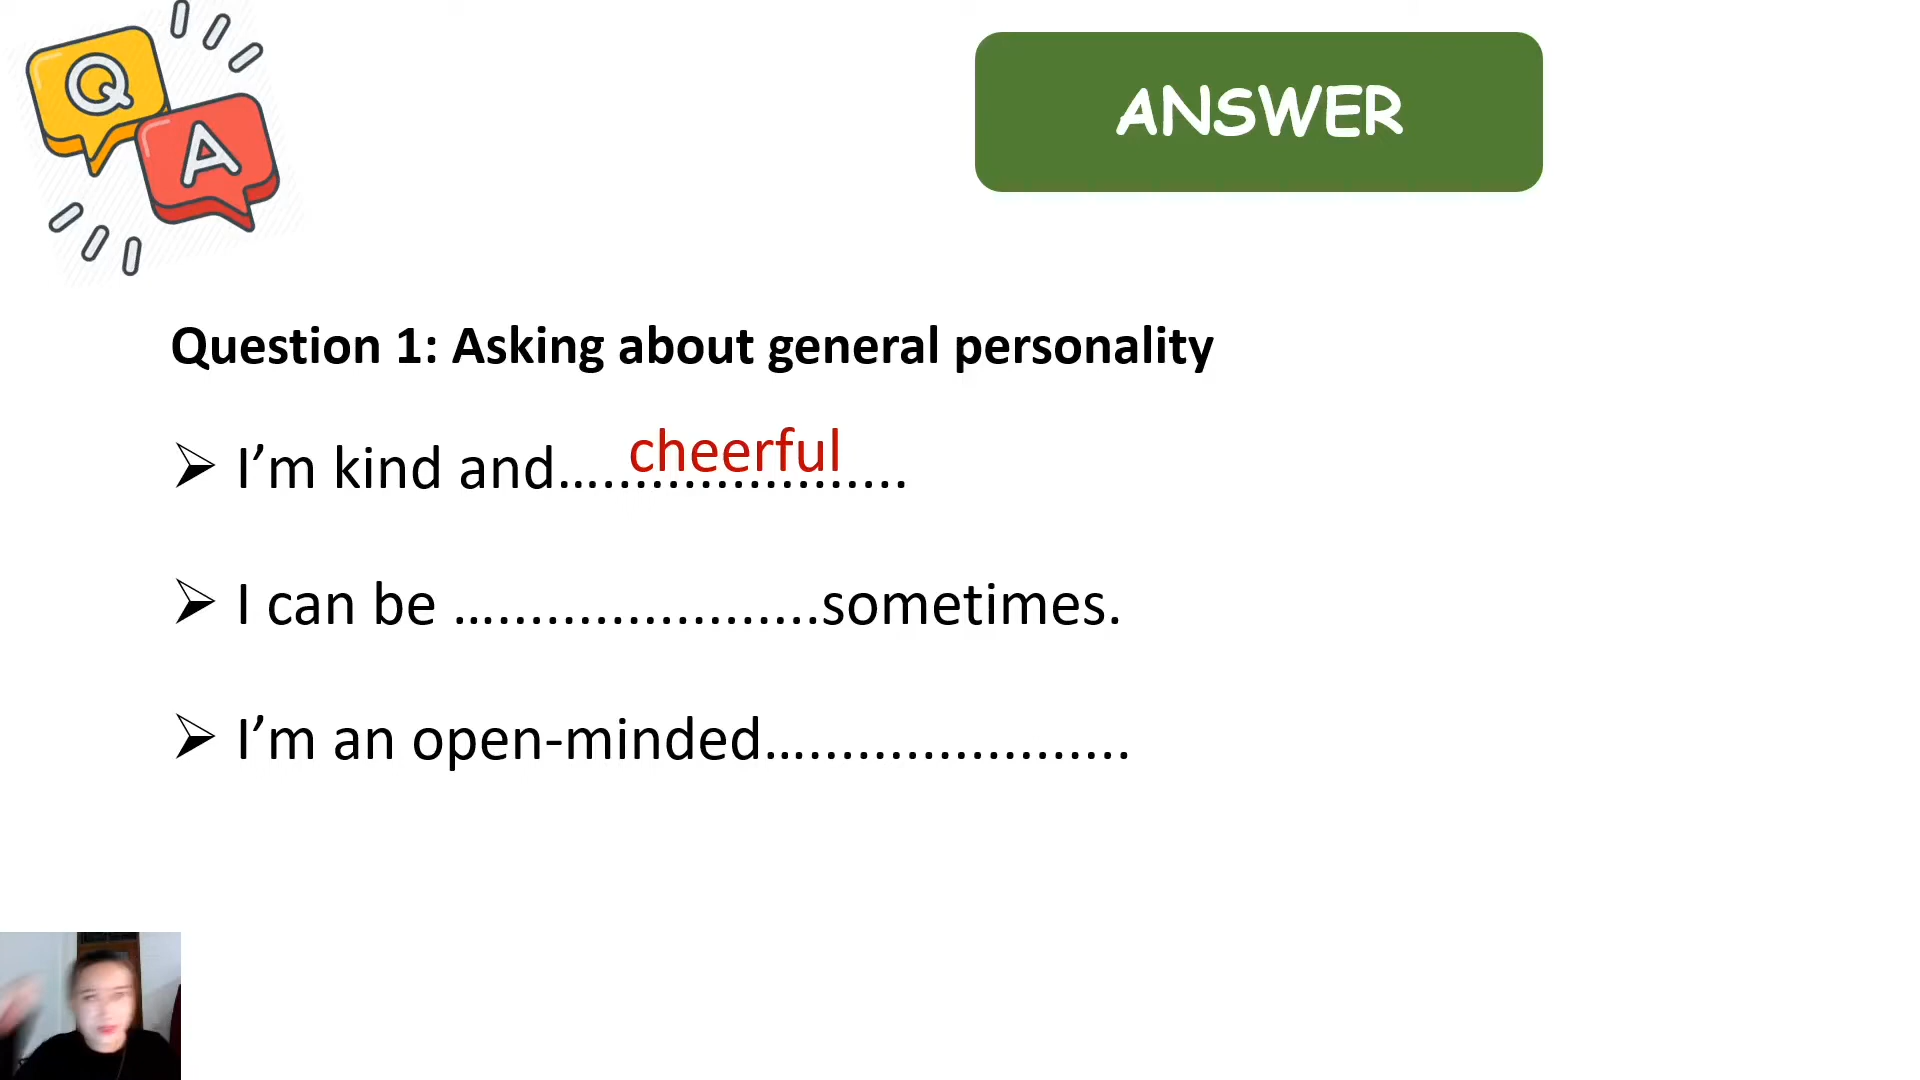 Q
A
ANSWER
Question 1: Asking about general personality
➢ I’m kind and…...................
cheerful
➢ I can be …....................sometimes.
➢ I’m an open-minded…....................